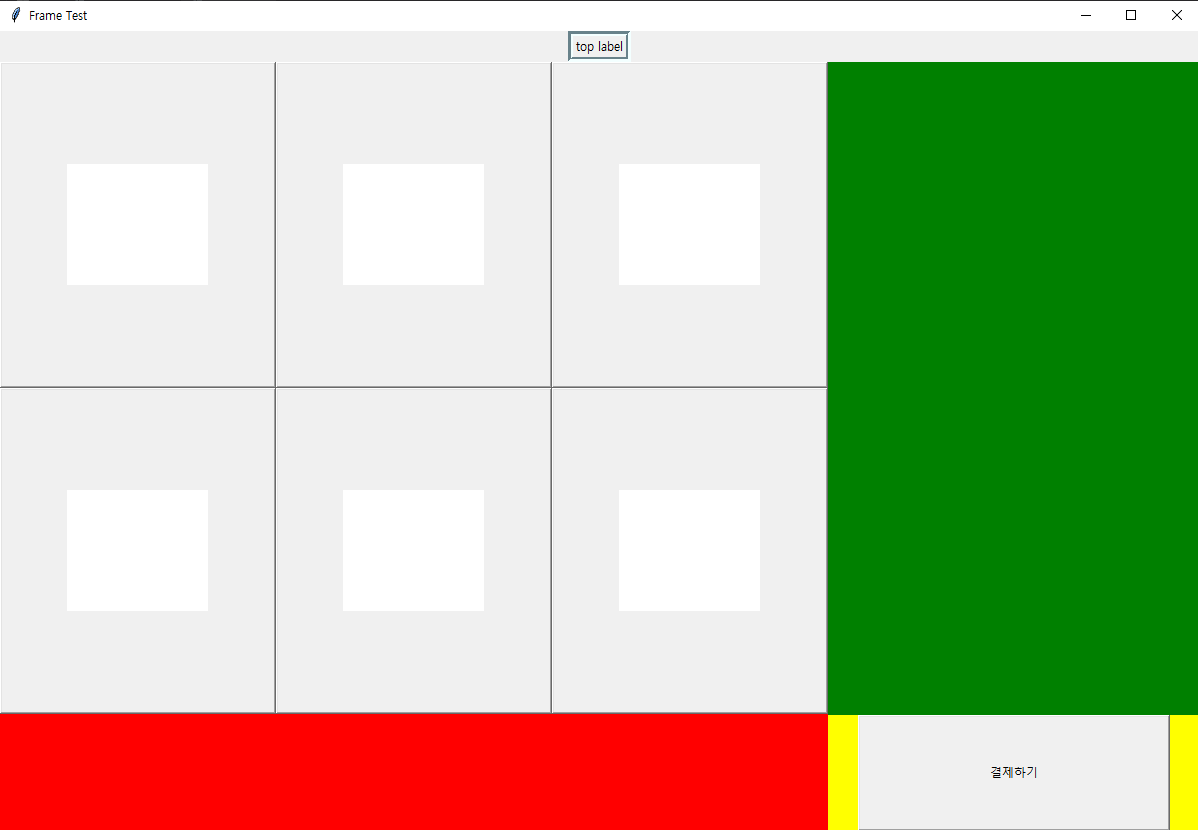 Frame Test
top label
결제하기